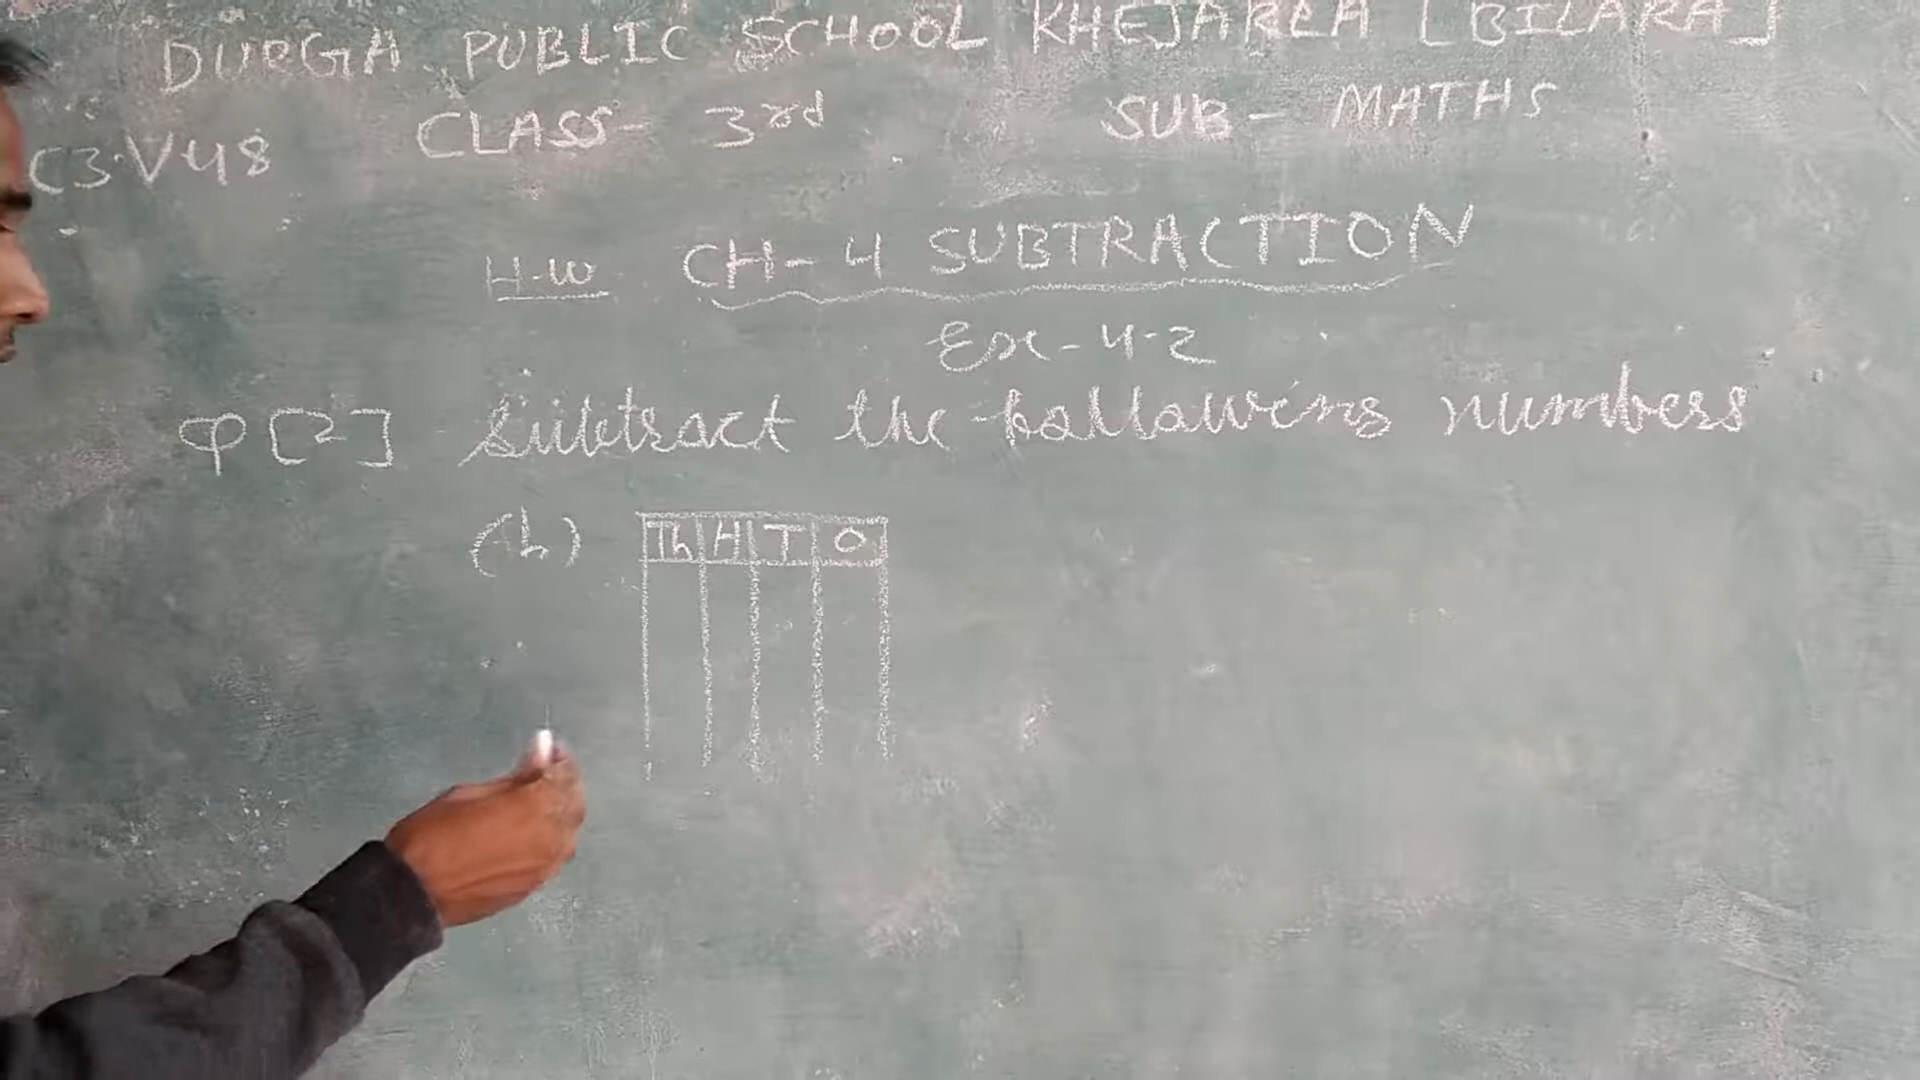 DURGA PUBLIC SCHOOL KHEJARLA [BILARA]
CLASS- 3rd SUB- MATHS
C3.V48
H.W CH-4 SUBTRACTION
Ex-4.2
Q[2] Subtract the following numbers
(h) Th H T O